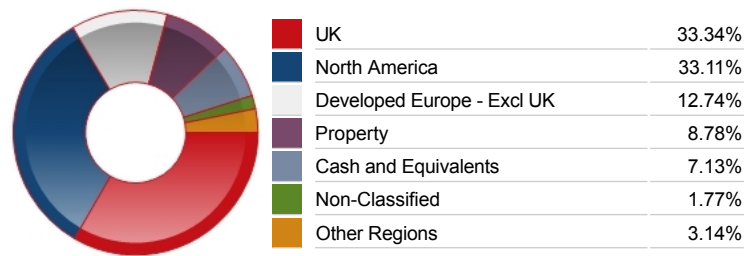 UK 33.34%
North America 33.11%
Developed Europe - Excl UK 12.74%
Property 8.78%
Cash and Equivalents 7.13%
Non-Classified 1.77%
Other Regions 3.14%